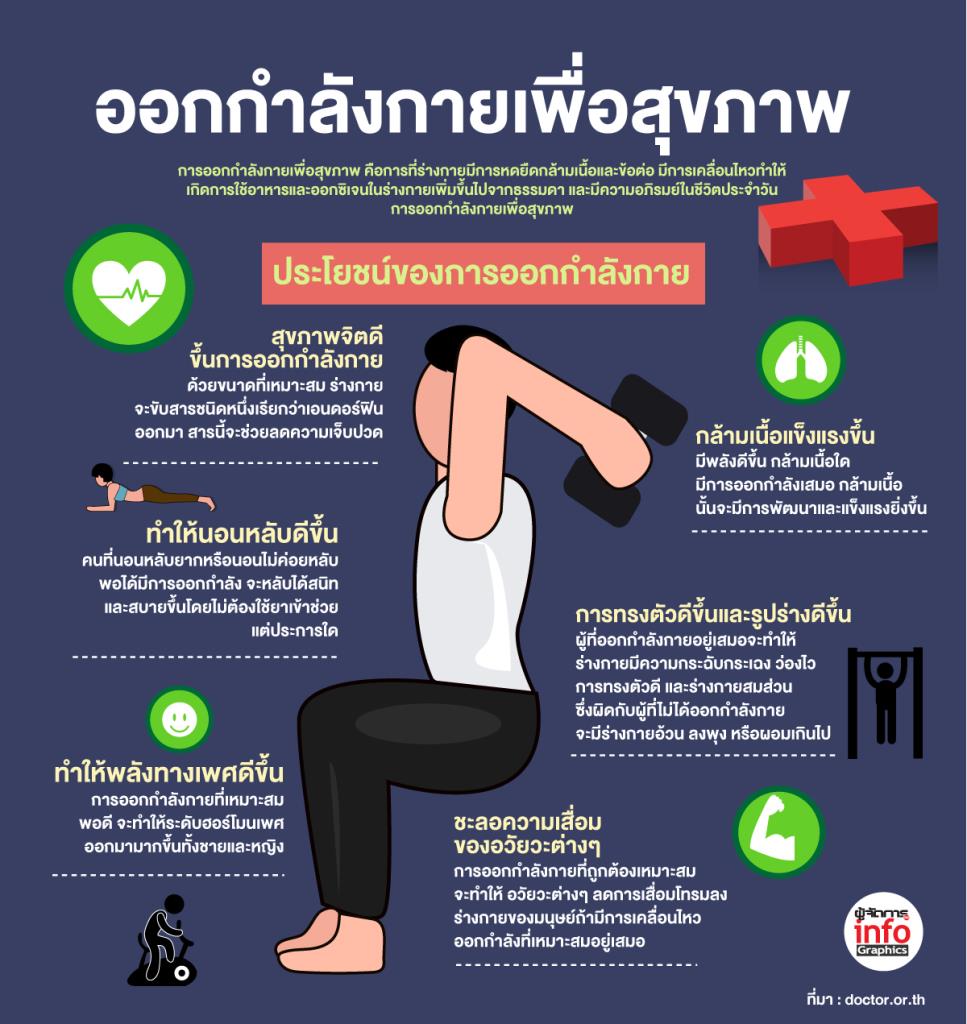 ออกกำลังกายเพื่อสุขภาพ
การออกกำลังกายเพื่อสุขภาพ คือการที่ร่างกายมีการหดยืดกล้ามเนื้อและข้อต่อ มีการเคลื่อนไหวทำให้
เกิดการใช้อาหารและออกซิเจนในร่างกายเพิ่มขึ้นไปจากธรรมดา และมีความอภิรมย์ในชีวิตประจำวัน
การออกกำลังกายเพื่อสุขภาพ
ประโยชน์ของการออกกำลังกาย
สุขภาพจิตดี
ขึ้นการออกกำลังกาย
ด้วยขนาดที่เหมาะสม ร่างกาย
จะขับสารชนิดหนึ่งเรียกว่าเอนดอร์ฟิน
ออกมา สารนี้จะช่วยลดความเจ็บปวด
ทำให้นอนหลับดีขึ้น
คนที่นอนหลับยากหรือนอนไม่ค่อยหลับ
พอได้มีการออกกำลัง จะหลับได้สนิท
และสบายขึ้นโดยไม่ต้องใช้ยาเข้าช่วย
แต่ประการใด
ทำให้พลังทางเพศดีขึ้น
การออกกำลังกายที่เหมาะสม
พอดี จะทำให้ระดับฮอร์โมนเพศ
ออกมามากขึ้นทั้งชายและหญิง
กล้ามเนื้อแข็งแรงขึ้น
มีพลังดีขึ้น กล้ามเนื้อใด
มีการออกกำลังเสมอ กล้ามเนื้อ
นั้นจะมีการพัฒนาและแข็งแรงยิ่งขึ้น
การทรงตัวดีขึ้นและรูปร่างดีขึ้น
ผู้ที่ออกกำลังกายอยู่เสมอจะทำให้
ร่างกายมีความกระฉับกระเฉง ว่องไว
การทรงตัวดี และร่างกายสมส่วน
ซึ่งผิดกับผู้ที่ไม่ได้ออกกำลังกาย
จะมีร่างกายอ้วน ลงพุง หรือผอมเกินไป
ชะลอความเสื่อม
ของอวัยวะต่างๆ
การออกกำลังกายที่ถูกต้องเหมาะสม
จะทำให้ อวัยวะต่างๆ ลดการเสื่อมโทรมลง
ร่างกายของมนุษย์ถ้ามีการเคลื่อนไหว
ออกกำลังที่เหมาะสมอยู่เสมอ
ผู้จัดการ
info
Graphics
ที่มา : doctor.or.th